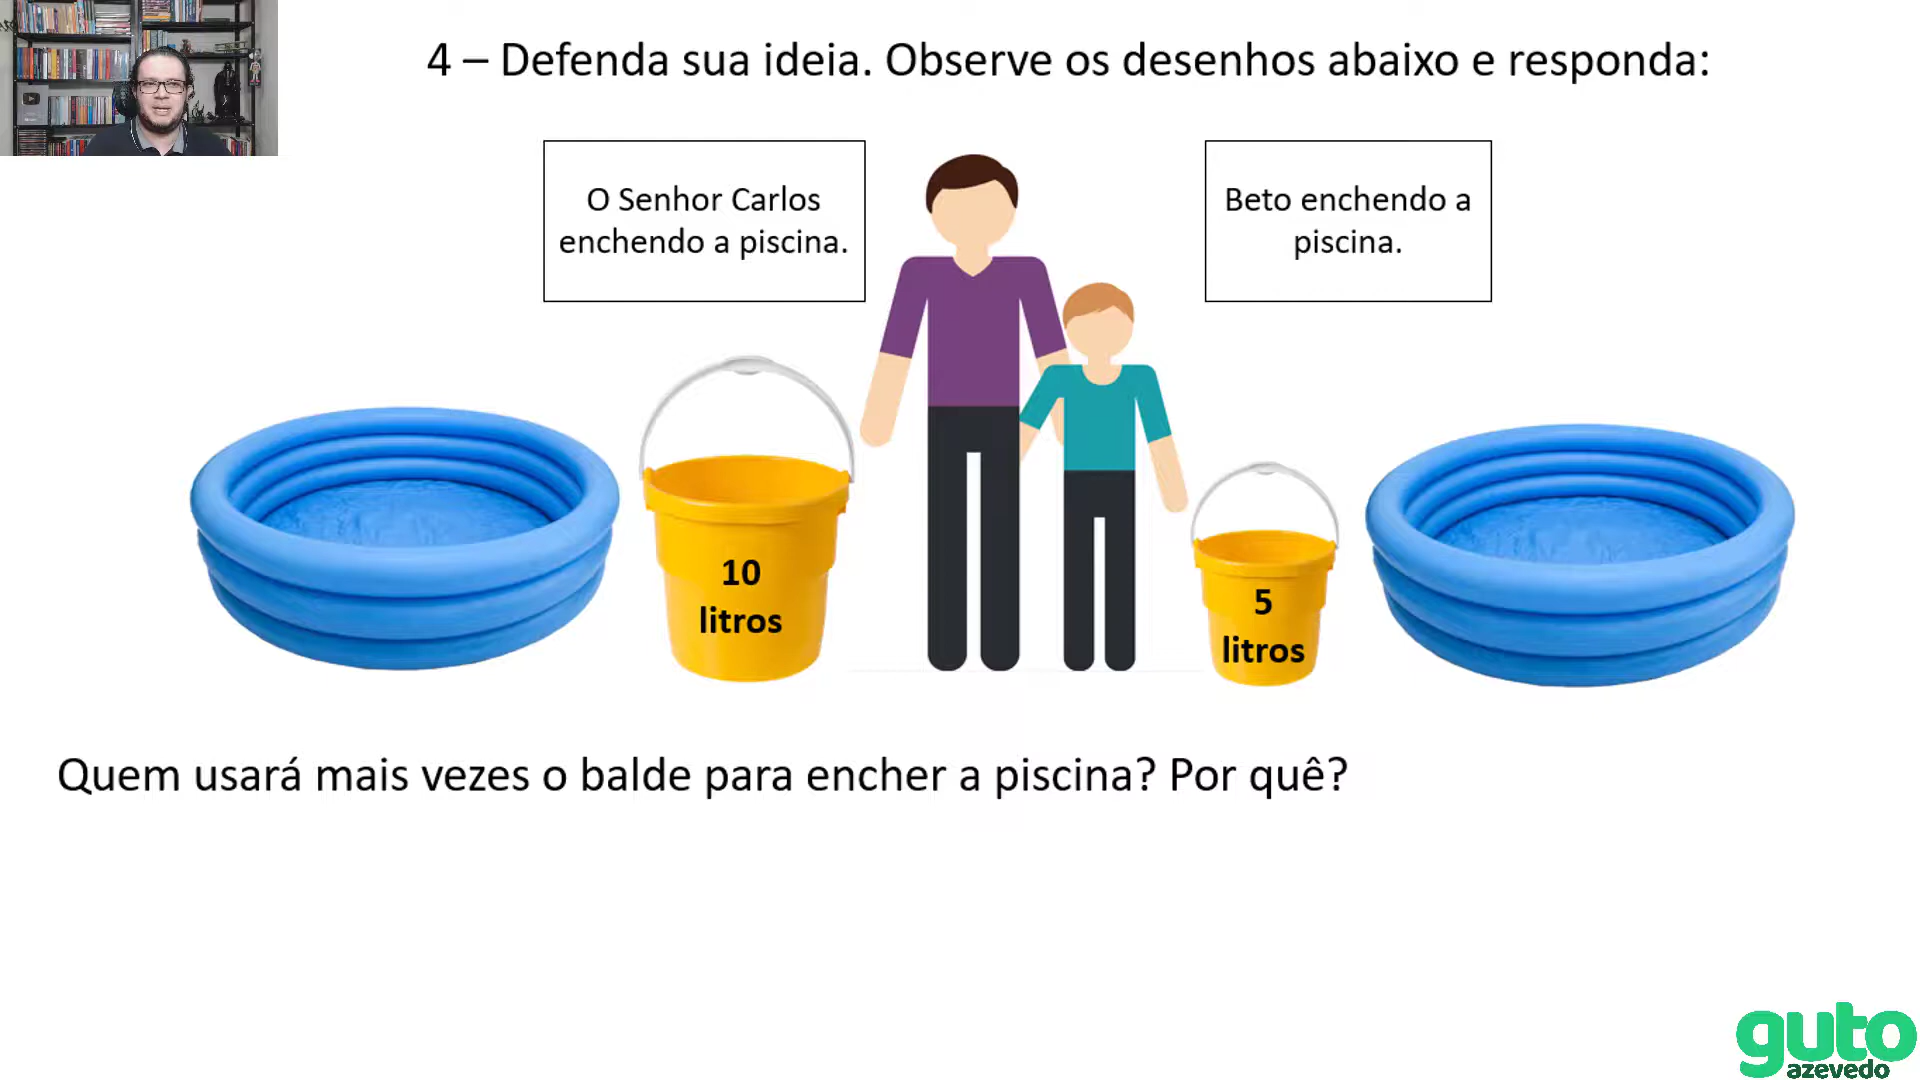 4 – Defenda sua ideia. Observe os desenhos abaixo e responda:
O Senhor Carlos
enchendo a piscina.
Beto enchendo a
piscina.
10
litros
5
litros
Quem usará mais vezes o balde para encher a piscina? Por quê?
guto
azevedo